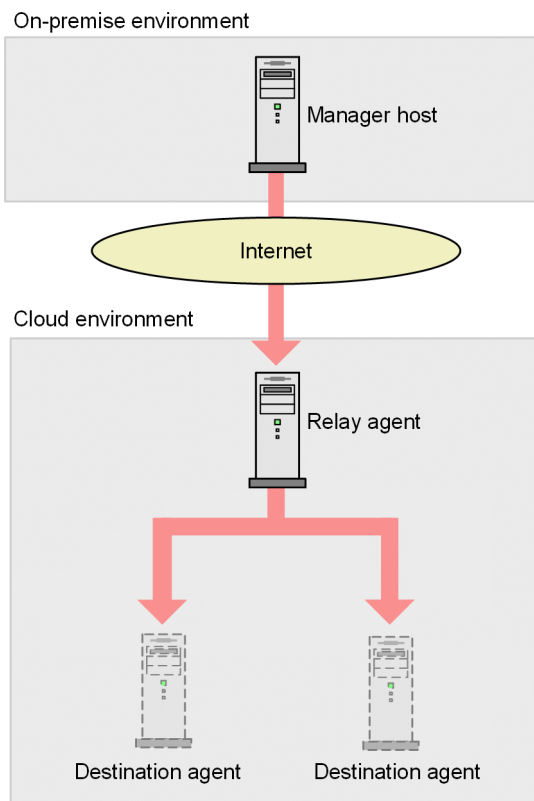 On-premise environment
Manager host
Internet
Cloud environment
Relay agent
Destination agent
Destination agent